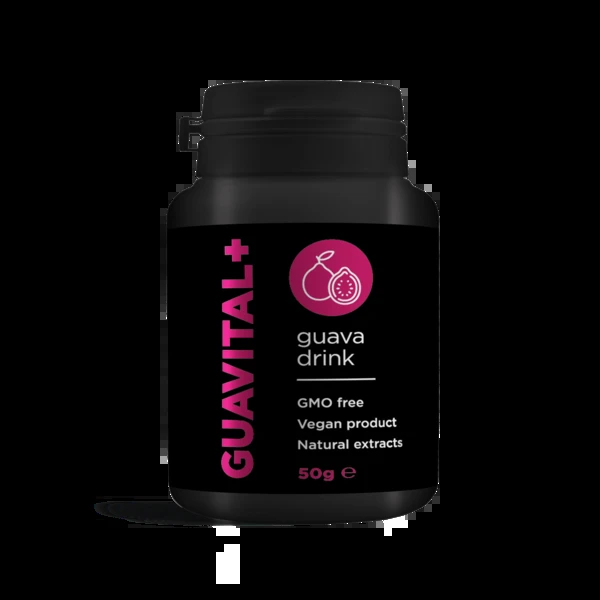 GUAVITAL+
guava
drink
GMO free
Vegan product
Natural extracts
50g ℮